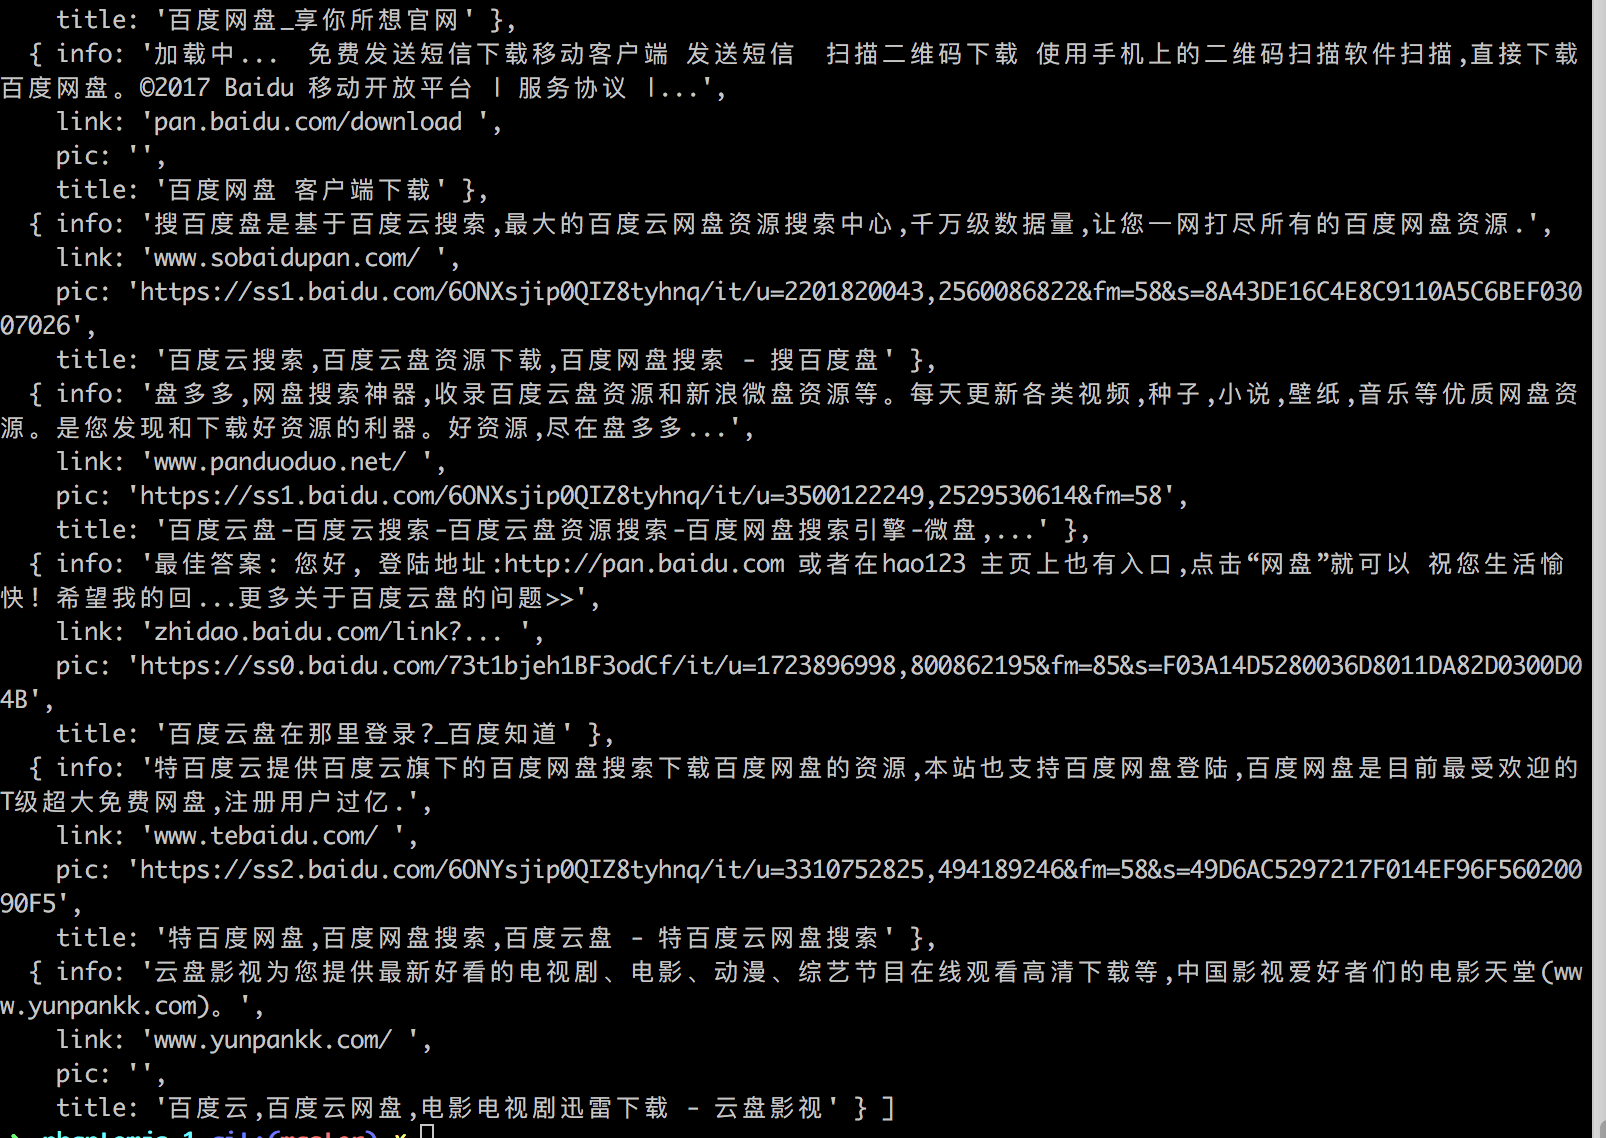 title: '百度网盘_享你所想官网' },
{ info: '加载中... 免费发送短信下载移动客户端 发送短信 扫描二维码下载 使用手机上的二维码扫描软件扫描,直接下载
百度网盘。©2017 Baidu 移动开放平台 | 服务协议 |...',
link: 'pan.baidu.com/download ',
pic: '',
title: '百度网盘 客户端下载' },
{ info: '搜百度盘是基于百度云搜索,最大的百度云网盘资源搜索中心,千万级数据量,让您一网打尽所有的百度网盘资源.',
link: 'www.sobaidupan.com/ ',
pic: 'https://ss1.baidu.com/6ONXsjip0QIZ8tyhnq/it/u=2201820043,2560086822&fm=58&s=8A43DE16C4E8C9110A5C6BEF030
07026',
title: '百度云搜索,百度云盘资源下载,百度网盘搜索 - 搜百度盘' },
{ info: '盘多多,网盘搜索神器,收录百度云盘资源和新浪微盘资源等。每天更新各类视频,种子,小说,壁纸,音乐等优质网盘资
源。是您发现和下载好资源的利器。好资源,尽在盘多多...',
link: 'www.panduoduo.net/ ',
pic: 'https://ss1.baidu.com/6ONXsjip0QIZ8tyhnq/it/u=3500122249,2529530614&fm=58',
title: '百度云盘-百度云搜索-百度云盘资源搜索-百度网盘搜索引擎-微盘,...' },
{ info: '最佳答案: 您好, 登陆地址:http://pan.baidu.com 或者在hao123 主页上也有入口,点击“网盘”就可以 祝您生活愉
快! 希望我的回...更多关于百度云盘的问题>>',
link: 'zhidao.baidu.com/link?... ',
pic: 'https://ss0.baidu.com/73t1bjeh1BF3odCf/it/u=1723896998,800862195&fm=85&s=F03A14D5280036D8011DA82D0300D0
4B',
title: '百度云盘在那里登录?_百度知道' },
{ info: '特百度云提供百度云旗下的百度网盘搜索下载百度网盘的资源,本站也支持百度网盘登陆,百度网盘是目前最受欢迎的
T级超大免费网盘,注册用户过亿.',
link: 'www.tebaidu.com/ ',
pic: 'https://ss2.baidu.com/6ONYsjip0QIZ8tyhnq/it/u=3310752825,494189246&fm=58&s=49D6AC5297217F014EF96F560200
90F5',
title: '特百度网盘,百度网盘搜索,百度云盘 - 特百度云网盘搜索' },
{ info: '云盘影视为您提供最新好看的电视剧、电影、动漫、综艺节目在线观看高清下载等,中国影视爱好者们的电影天堂(ww
w.yunpankk.com)。',
link: 'www.yunpankk.com/ ',
pic: '',
title: '百度云,百度云网盘,电影电视剧迅雷下载 - 云盘影视' } ]